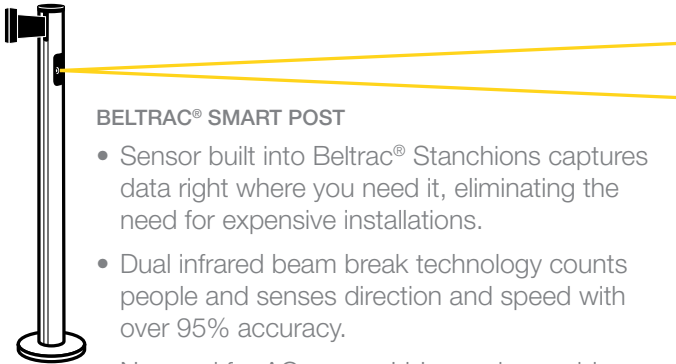 BELTRAC® SMART POST
• Sensor built into Beltrac® Stanchions captures
data right where you need it, eliminating the
need for expensive installations.
• Dual infrared beam break technology counts
people and senses direction and speed with
over 95% accuracy.